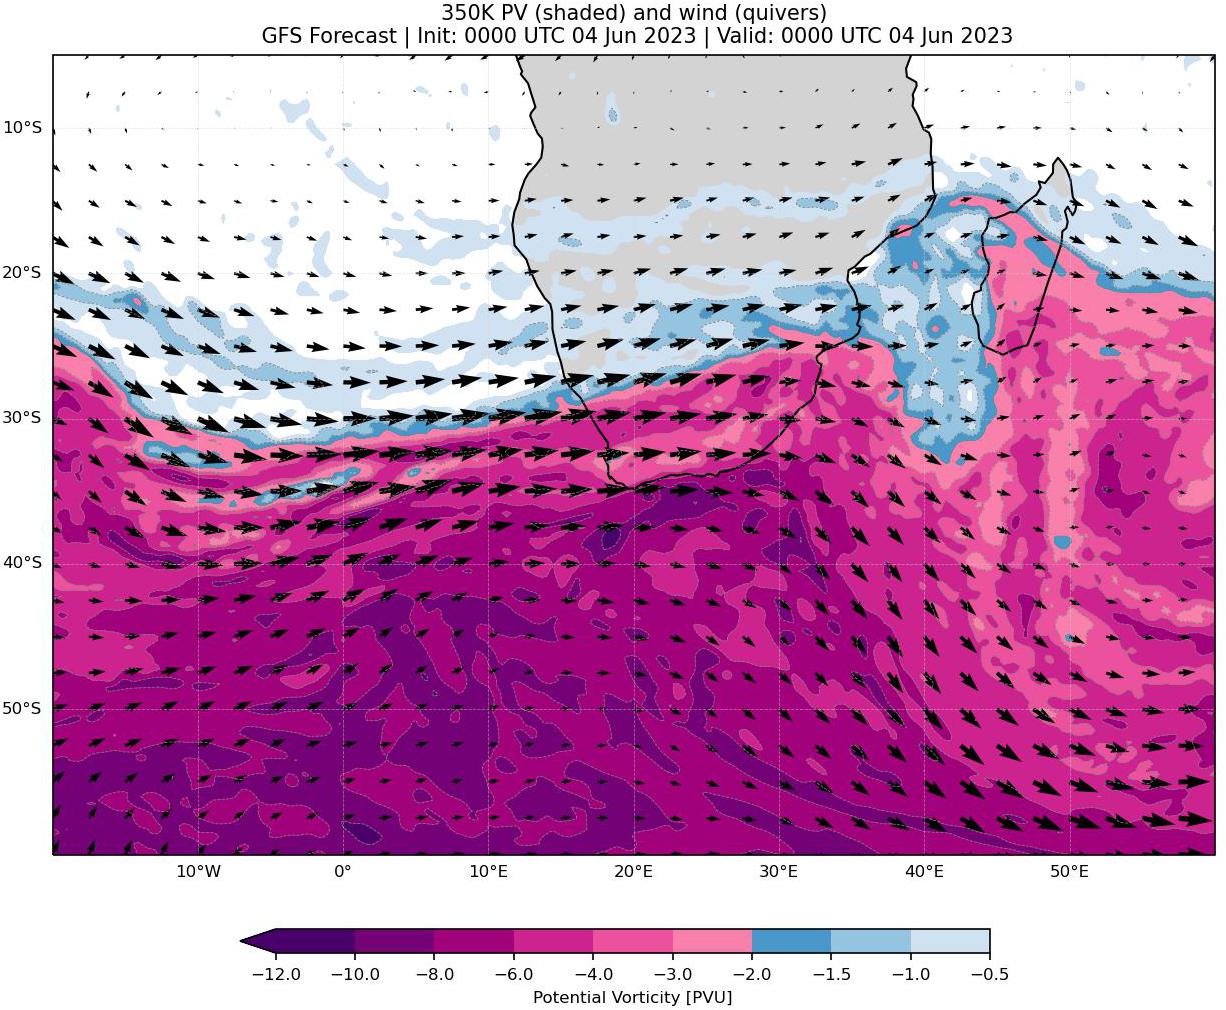 350K PV (shaded) and wind (quivers)
GFS Forecast | Init: 0000 UTC 04 Jun 2023 | Valid: 0000 UTC 04 Jun 2023
10°S
20°S
30°S
40°S
50°S
10°W 0° 10°E 20°E 30°E 40°E 50°E
−12.0 −10.0 −8.0 −6.0 −4.0 −3.0 −2.0 −1.5 −1.0 −0.5
Potential Vorticity [PVU]